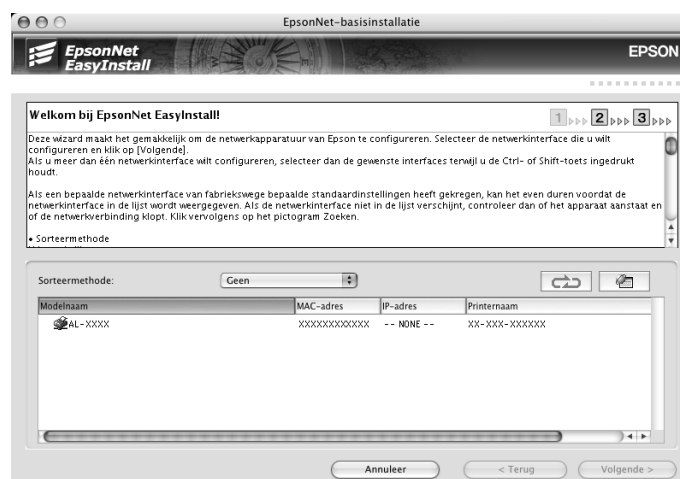 EpsonNet-basisinstallatie
EpsonNet
EasyInstall
EPSON
Welkom bij EpsonNet EasyInstall!
1 2 3
Deze wizard maakt het gemakkelijk om de netwerkapparatuur van Epson te configureren. Selecteer de netwerkinterface die u wilt
configureren en klik op [Volgende].
Als u meer dan één netwerkinterface wilt configureren, selecteer dan de gewenste interfaces terwijl u de Ctrl- of Shift-toets ingedrukt
houdt.
Als een bepaalde netwerkinterface van fabriekswege bepaalde standaardinstellingen heeft gekregen, kan het even duren voordat de
netwerkinterface in de lijst wordt weergegeven. Als de netwerkinterface niet in de lijst verschijnt, controleer dan of het apparaat aanstaat en
of de netwerkverbinding klopt. Klik vervolgens op het pictogram Zoeken.
• Sorteermethode
Sorteermethode: Geen
Modelnaam MAC-adres IP-adres Printernaam
AL-XXXX XXXXXXXXXXXX -- NONE -- XX-XXX-XXXXXX
Annuleer < Terug Volgende >